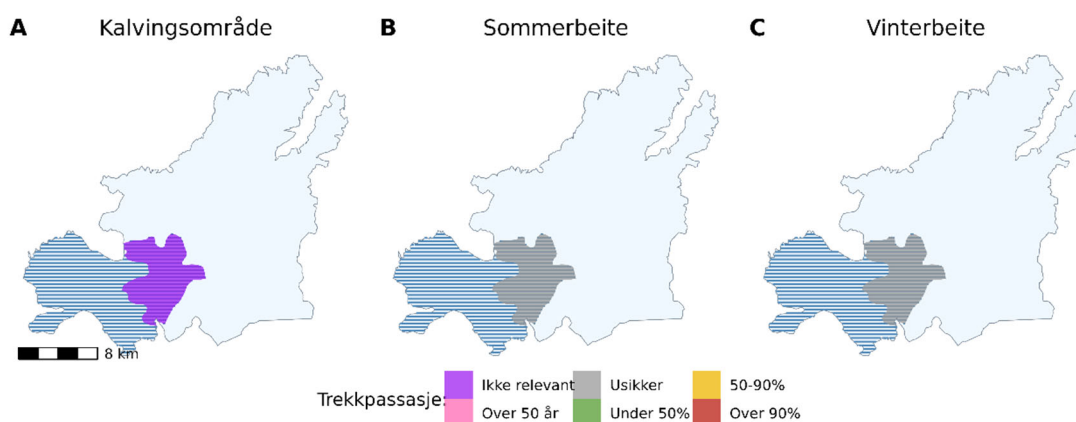 A Kalvingsområde B Sommerbeite C Vinterbeite
8 km
Trekkpassasje:
Ikke relevant Usikker 50-90%
Over 50 år Under 50% Over 90%